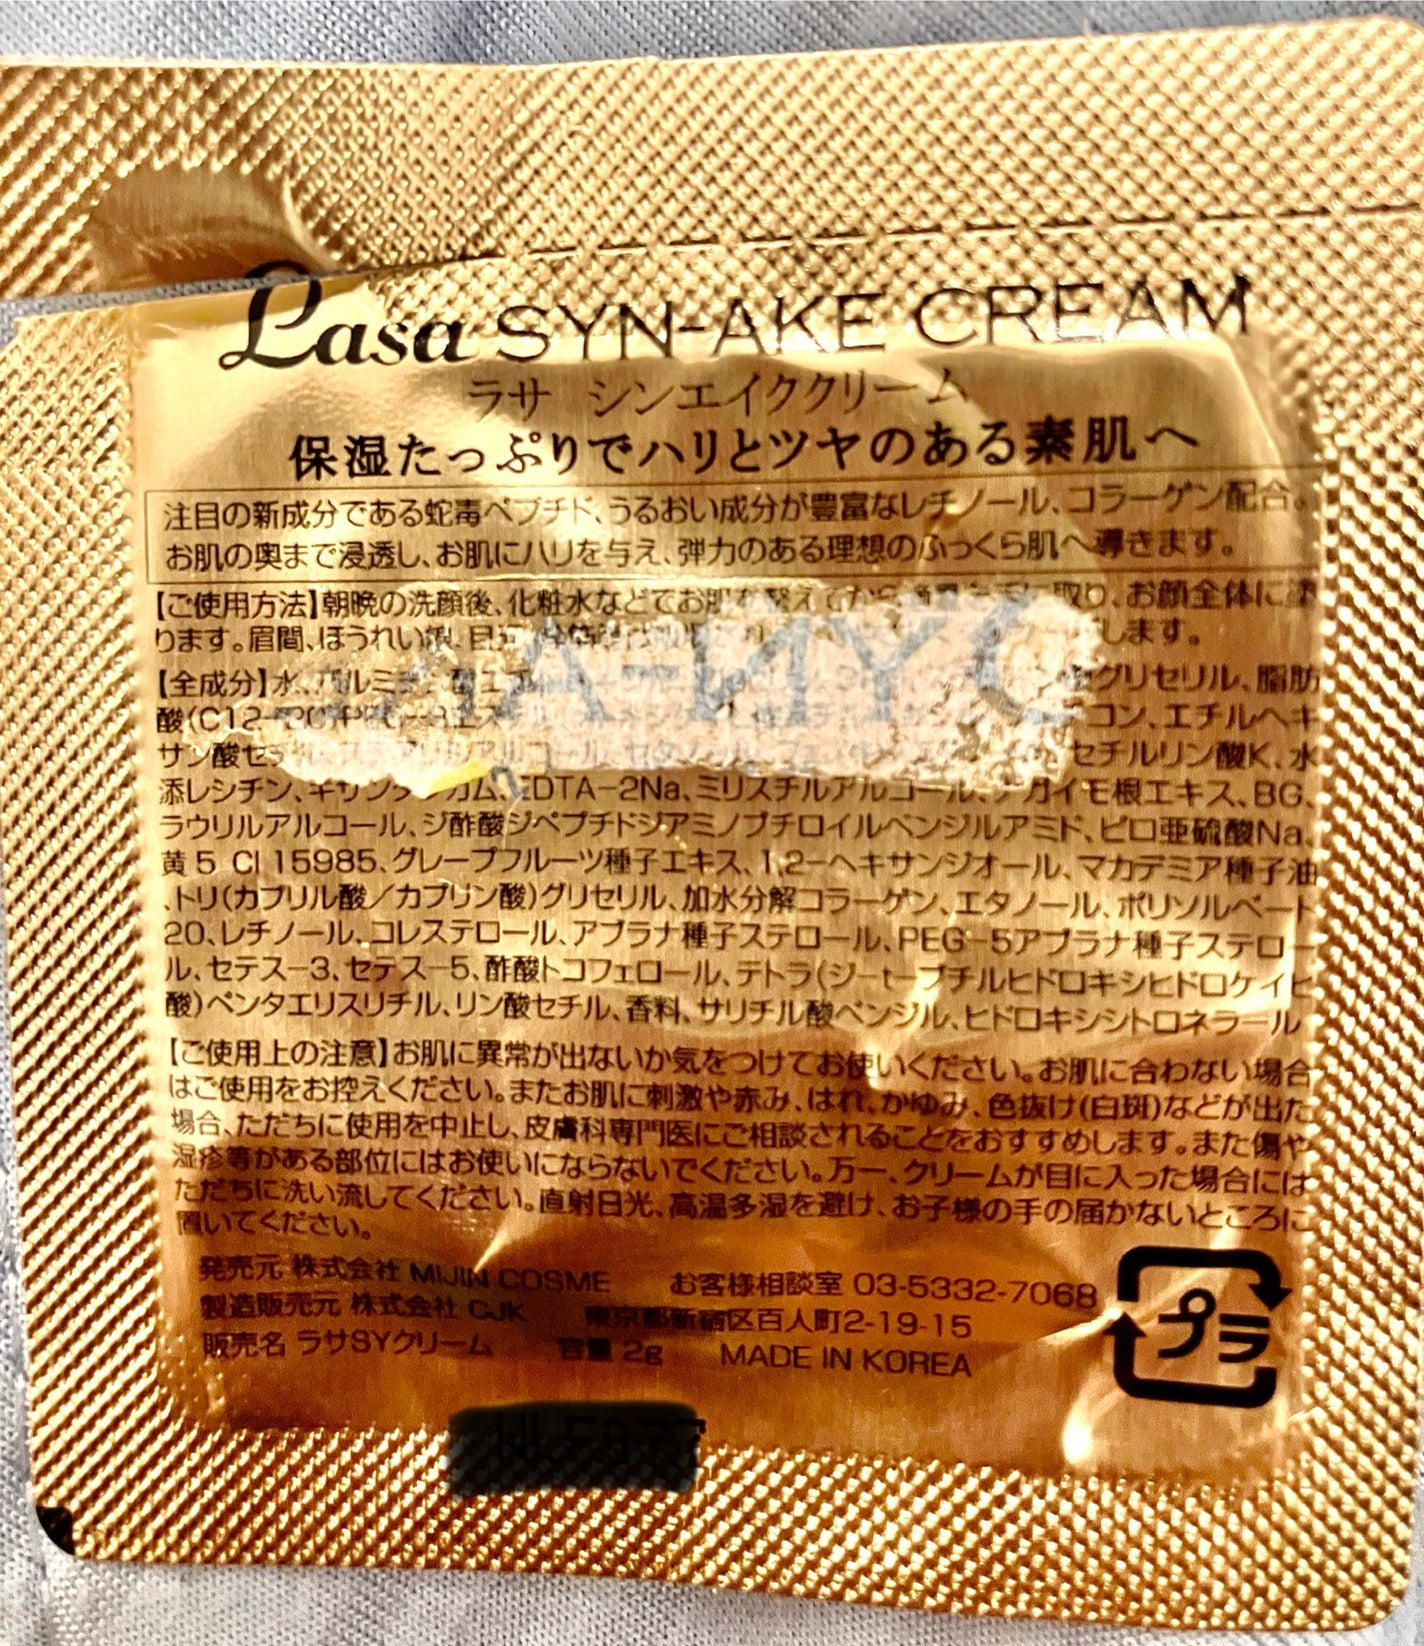 Lasa SYN-AKE CREAM
ラサ シンエイククリーム
保湿たっぷりでハリとツヤのある素肌へ
注目の新成分である蛇毒ペプチド、うるおい成分が豊富なレチノール、コラーゲン配合。
お肌の奥まで浸透し、お肌にハリを与え、弾力のある理想のふっくら肌へ導きます。
【ご使用方法】朝晩の洗顔後、化粧水などでお肌を整えてから 取り、お顔全体に塗
ります。眉間、ほうれい線、目元 します。
【全成分】水、 グリセリル、脂肪
酸(C12-20) コン、エチルヘキ
サン酸セチル、ステアリルアルコール、セタノール、 セチルリン酸K、水
添レシチン、キサンタンガム、EDTA-2Na、ミリスチルアルコール、ナガイモ根エキス、BG、
ラウリルアルコール、ジ酢酸ジペプチドジアミノブチロイルベンジルアミド、ピロ亜硫酸Na、
黄5 CI 15985、グレープフルーツ種子エキス、1,2-ヘキサンジオール、マカデミア種子油
、トリ(カプリル酸/カプリン酸)グリセリル、加水分解コラーゲン、エタノール、ポリソルベート
20、レチノール、コレステロール、アブラナ種子ステロール、PEG-5アブラナ種子ステロー
ル、セテス-3、セテス-5、酢酸トコフェロール、テトラ(ジ-t-ブチルヒドロキシヒドロケイヒ
酸)ペンタエリスリチル、リン酸セチル、香料、サリチル酸ベンジル、ヒドロキシシトロネラール
【ご使用上の注意】お肌に異常が出ないか気をつけてお使いください。お肌に合わない場合
はご使用をお控えください。またお肌に刺激や赤み、はれ、かゆみ、色抜け(白斑)などが出た
場合、ただちに使用を中止し、皮膚科専門医にご相談されることをおすすめします。また傷や
湿疹等がある部位にはお使いにならないでください。万一、クリームが目に入った場合には
ただちに洗い流してください。直射日光、高温多湿を避け、お子様の手の届かないところに
置いてください。
発売元 株式会社 MIJIN COSME お客様相談室 03-5332-7068
製造販売元 株式会社 CJK 東京都新宿区百人町2-19-15
販売名 ラサSYクリーム 容量 2g MADE IN KOREA
プラ